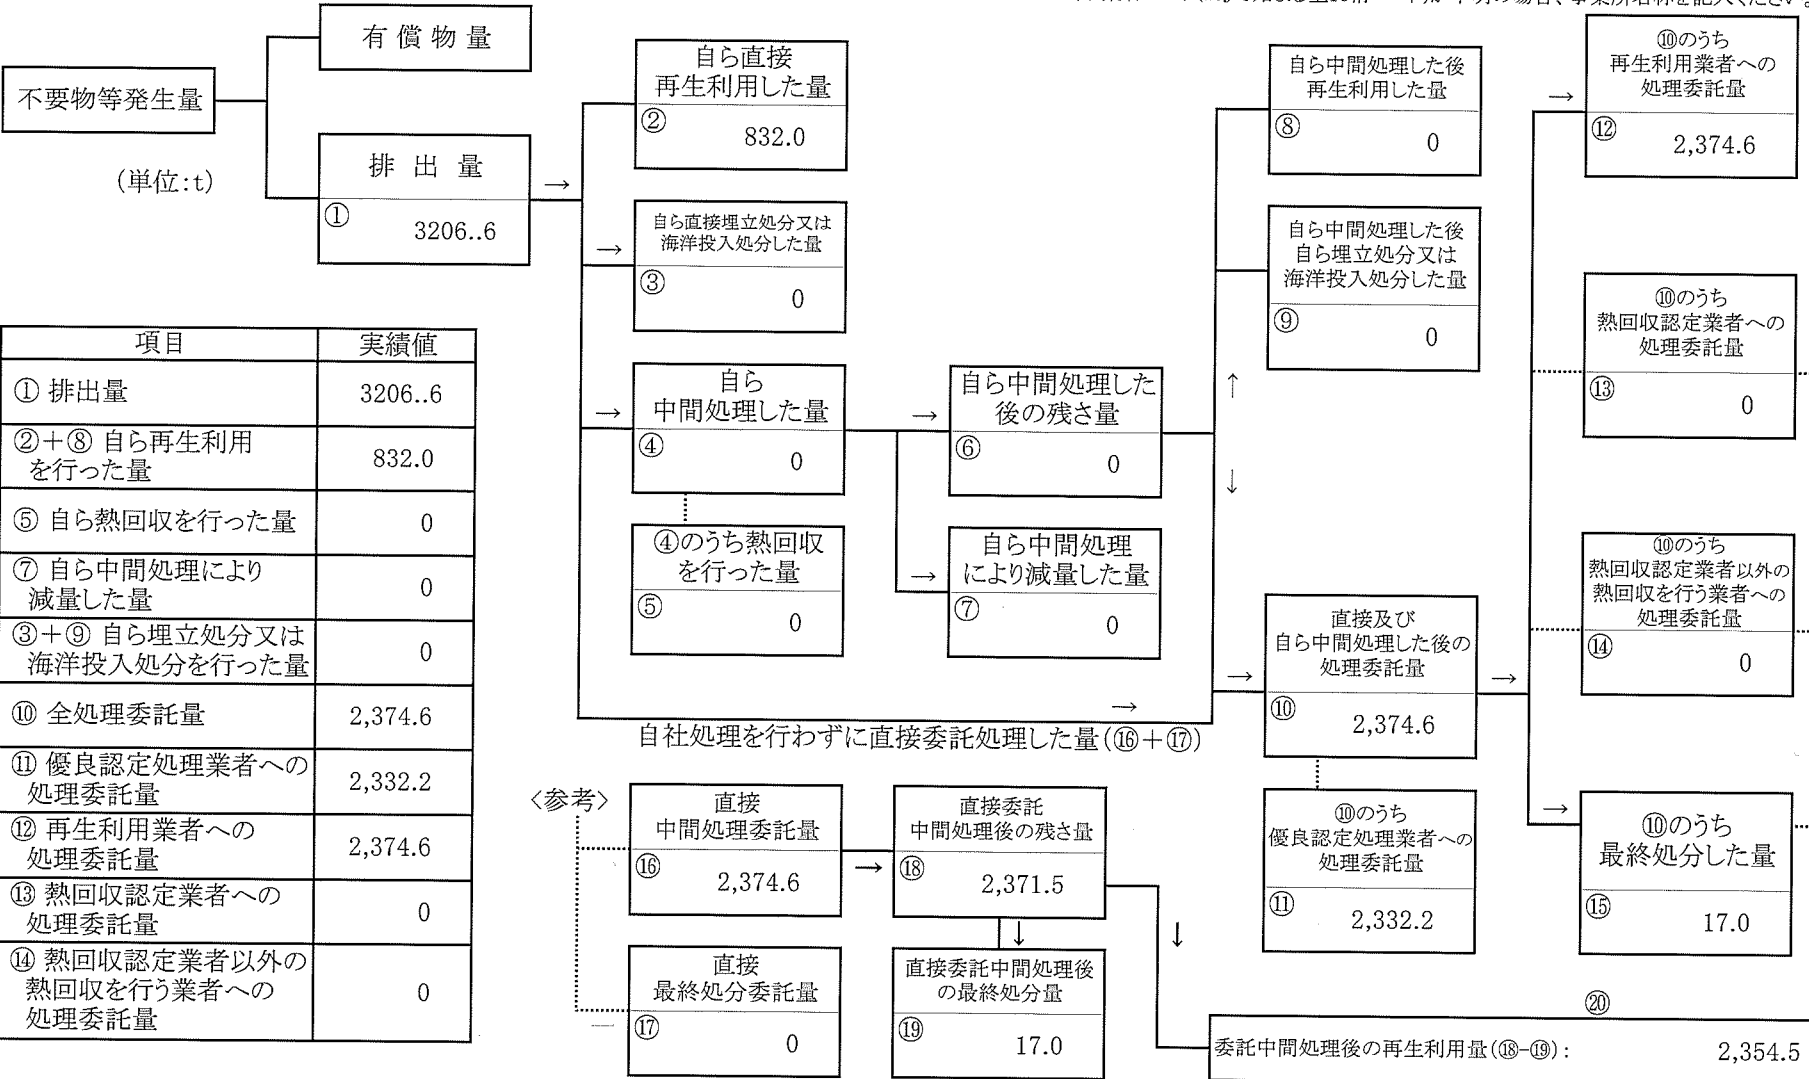 有償物量
不要物等発生量
(単位:t)
排出量
①
3206..6
→
自ら直接
再生利用した量
②
832.0
→
自ら直接埋立処分又は
海洋投入処分した量
③
0
→
自ら
中間処理した量
④
0
④のうち熱回収
を行った量
⑤
0
→
自ら中間処理した
後の残さ量
⑥
0
→
自ら中間処理
により減量した量
⑦
0
↑
↓
自ら中間処理した後
再生利用した量
⑧
0
自ら中間処理した後
自ら埋立処分又は
海洋投入処分した量
⑨
0
→
自社処理を行わずに直接委託処理した量(⑯+⑰)
→
直接及び
自ら中間処理した後の
処理委託量
⑩
2,374.6
⑩のうち
優良認定処理業者への
処理委託量
⑪
2,332.2
→
→
⑩のうち
再生利用業者への
処理委託量
⑫
2,374.6
⑩のうち
熱回収認定業者への
処理委託量
⑬
0
⑩のうち
熱回収認定業者以外の
熱回収を行う業者への
処理委託量
⑭
0
→
⑩のうち
最終処分した量
⑮
17.0
項目 実績値
① 排出量 3206..6
②+⑧ 自ら再生利用
を行った量 832.0
⑤ 自ら熱回収を行った量 0
⑦ 自ら中間処理により
減量した量 0
③+⑨ 自ら埋立処分又は
海洋投入処分を行った量 0
⑩ 全処理委託量 2,374.6
⑪ 優良認定処理業者への
処理委託量 2,332.2
⑫ 再生利用業者への
処理委託量 2,374.6
⑬ 熱回収認定業者への
処理委託量 0
⑭ 熱回収認定業者以外の
熱回収を行う業者への
処理委託量 0
〈参考〉
直接
中間処理委託量
⑯
2,374.6
→
直接委託
中間処理後の残さ量
⑱
2,371.5
↓
↓
直接
最終処分委託量
⑰
0
直接委託中間処理後
の最終処分量
⑲
17.0
⑳
委託中間処理後の再生利用量(⑱-⑲): 2,354.5